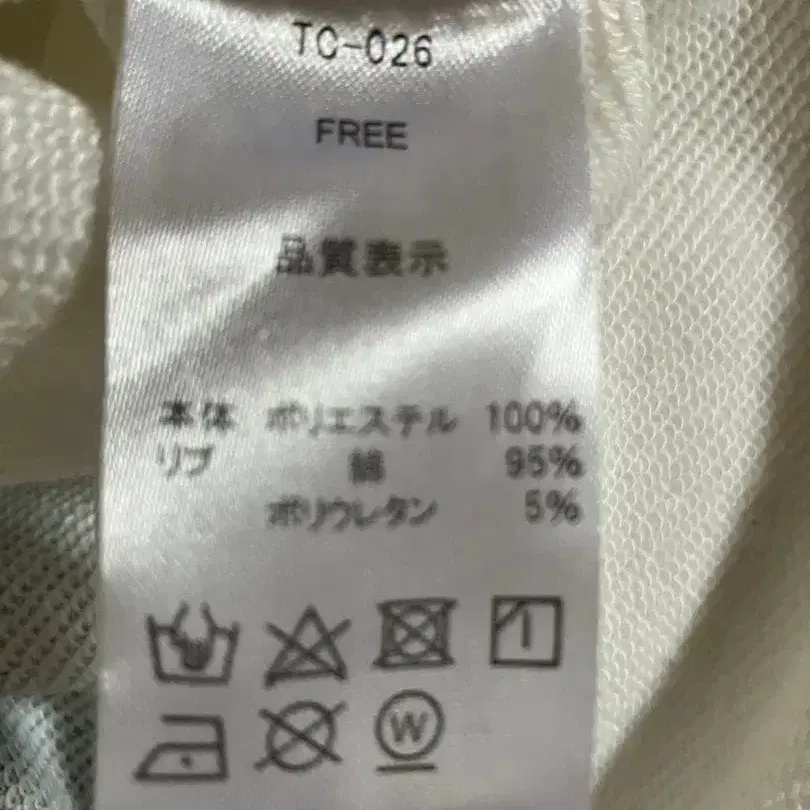 TC-026
FREE
品質表示
本体 ポリエステル 100%
リブ 綿 95%
ポリウレタン 5%
W